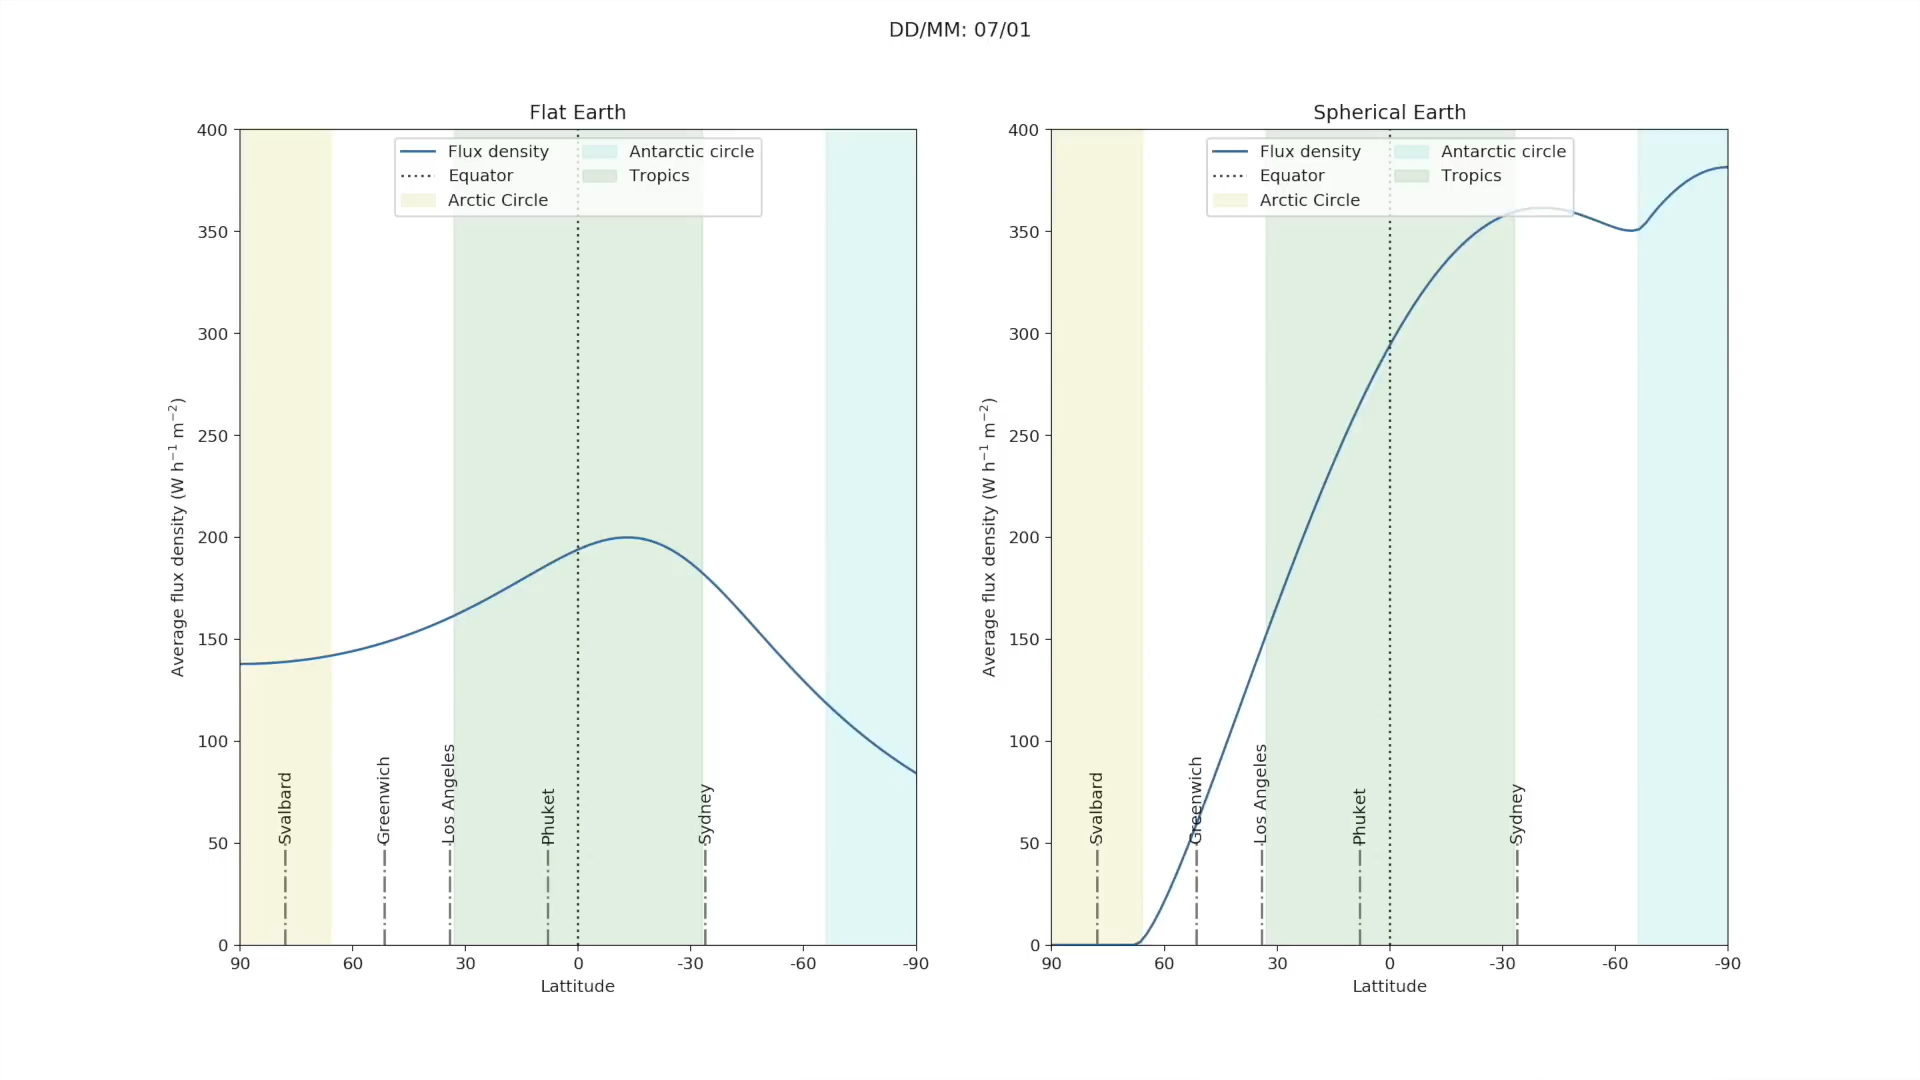 DD/MM: 07/01
Flat Earth
400
350
300
250
200
150
100
50
0
Average flux density (W h⁻¹ m⁻²)
Flux density
Equator
Arctic Circle
Antarctic circle
Tropics
Svalbard
Greenwich
Los Angeles
Phuket
Sydney
90 60 30 0 -30 -60 -90
Lattitude
Spherical Earth
400
350
300
250
200
150
100
50
0
Average flux density (W h⁻¹ m⁻²)
Flux density
Equator
Arctic Circle
Antarctic circle
Tropics
Svalbard
Greenwich
Los Angeles
Phuket
Sydney
90 60 30 0 -30 -60 -90
Lattitude